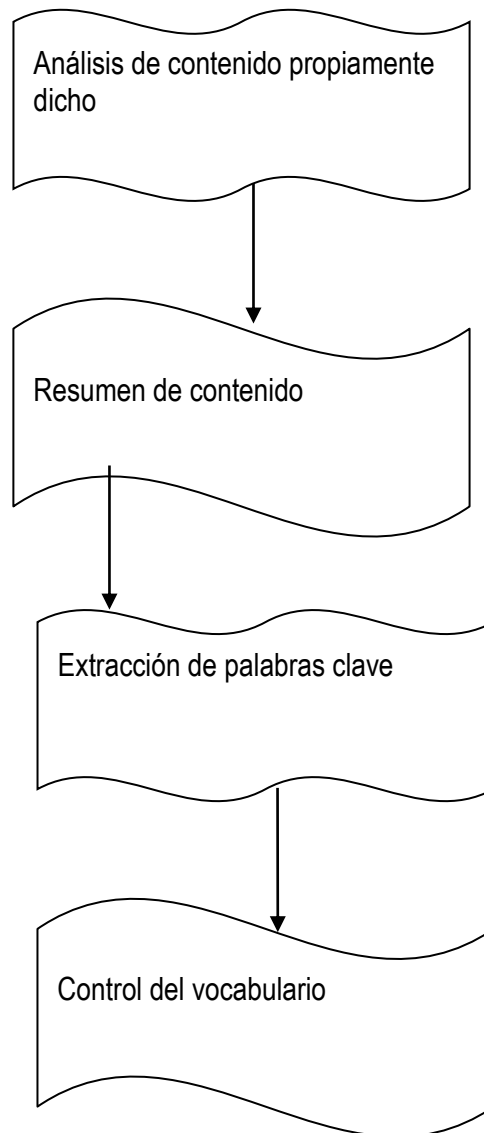 Análisis de contenido propiamente
dicho
Resumen de contenido
Extracción de palabras clave
Control del vocabulario